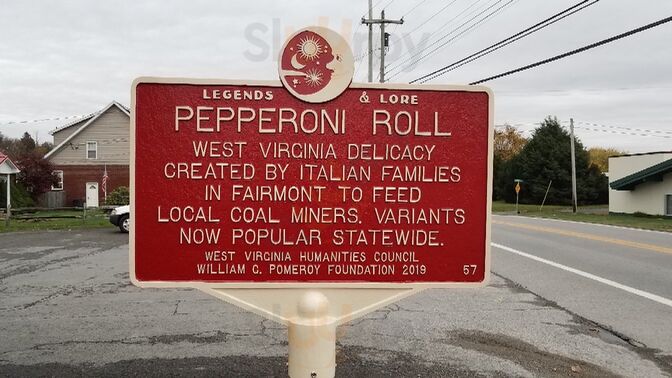 LEGENDS & LORE
PEPPERONI ROLL
WEST VIRGINIA DELICACY
CREATED BY ITALIAN FAMILIES
IN FAIRMONT TO FEED
LOCAL COAL MINERS. VARIANTS
NOW POPULAR STATEWIDE.
WEST VIRGINIA HUMANITIES COUNCIL
WILLIAM G. POMEROY FOUNDATION 2019 57